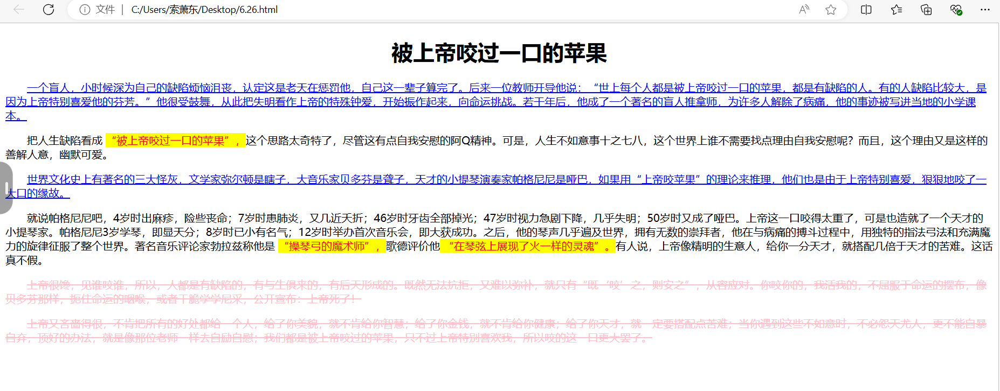 文件 | C:/Users/索萧东/Desktop/6.26.html
被上帝咬过一口的苹果
一个盲人，小时候深为自己的缺陷烦恼泪丧，认定这是老天在惩罚他，自己这一辈子算完了。后来一位教师开导他说：“世上每个人都是被上帝咬过一口的苹果，都是有缺陷的人。有的人缺陷比较大，是
因为上帝特别喜爱他的芬芳。”他很受鼓舞，从此把失明看作上帝的特殊钟爱，开始振作起来，向命运挑战。若干年后，他成了一个著名的盲人推拿师，为许多人解除了病痛，他的事迹被写进当地的小学课
本。
把人生缺陷看成 “被上帝咬过一口的苹果”，这个思路太奇特了，尽管这有点自我安慰的阿Q精神。可是，人生不如意事十之七八，这个世界上谁不需要找点理由自我安慰呢？而且，这个理由又是这样的
善解人意，幽默可爱。
世界文化史上有著名的三大怪灰，文学家弥尔顿是瞎子，大音乐家贝多芬是聋子，天才的小提琴演奏家帕格尼尼是哑巴，如果用“上帝咬苹果”的理论来推理，他们也是由于上帝特别喜爱，狠狠地咬了一
大口的缘故。
就说帕格尼尼吧，4岁时出麻疹，险些丧命；7岁时患肺炎，又几近夭折；46岁时牙齿全部掉光；47岁时视力急剧下降，几乎失明；50岁时又成了哑巴。上帝这一口咬得太重了，可是也造就了一个天才的
小提琴家。帕格尼尼3岁学琴，即显天分；8岁时已小有名气；12岁时举办首次音乐会，即大获成功。之后，他的琴声几乎遍及世界，拥有无数的崇拜者，他在与病痛的搏斗过程中，用独特的指法弓法和充满魔
力的旋律征服了整个世界。著名音乐评论家勃拉兹称他是 “操琴弓的魔术师”，歌德评价他“在琴弦上展现了火一样的灵魂”。有人说，上帝像精明的生意人，给你一分天才，就搭配几倍于天才的苦难。这话
真不假。
上帝很馋，见谁咬谁，所以，人都是有缺陷的，有与生俱来的，有后天形成的。既然无法抗拒，又难以弥补，就只有“既‘咬’之，则安之”，从容应对。你咬你的，我活我的，不屈服于命运的摆布，像
贝多芬那样，扼住命运的咽喉，或者干脆学学尼采，公开宣布：上帝死了！
上帝又吝啬得很，不肯把所有的好处都给一个人，给了你美貌，就不肯给你智慧；给了你金钱，就不肯给你健康；给了你天才，就一定要搭配点苦难；当你遇到这些不如意时，不必怨天尤人，更不能自暴
自弃，顶好的办法，就是像那位老师一样去自励自慰；我们都是被上帝咬过的苹果，只不过上帝特别喜欢我，所以咬的这一口更大罢了。